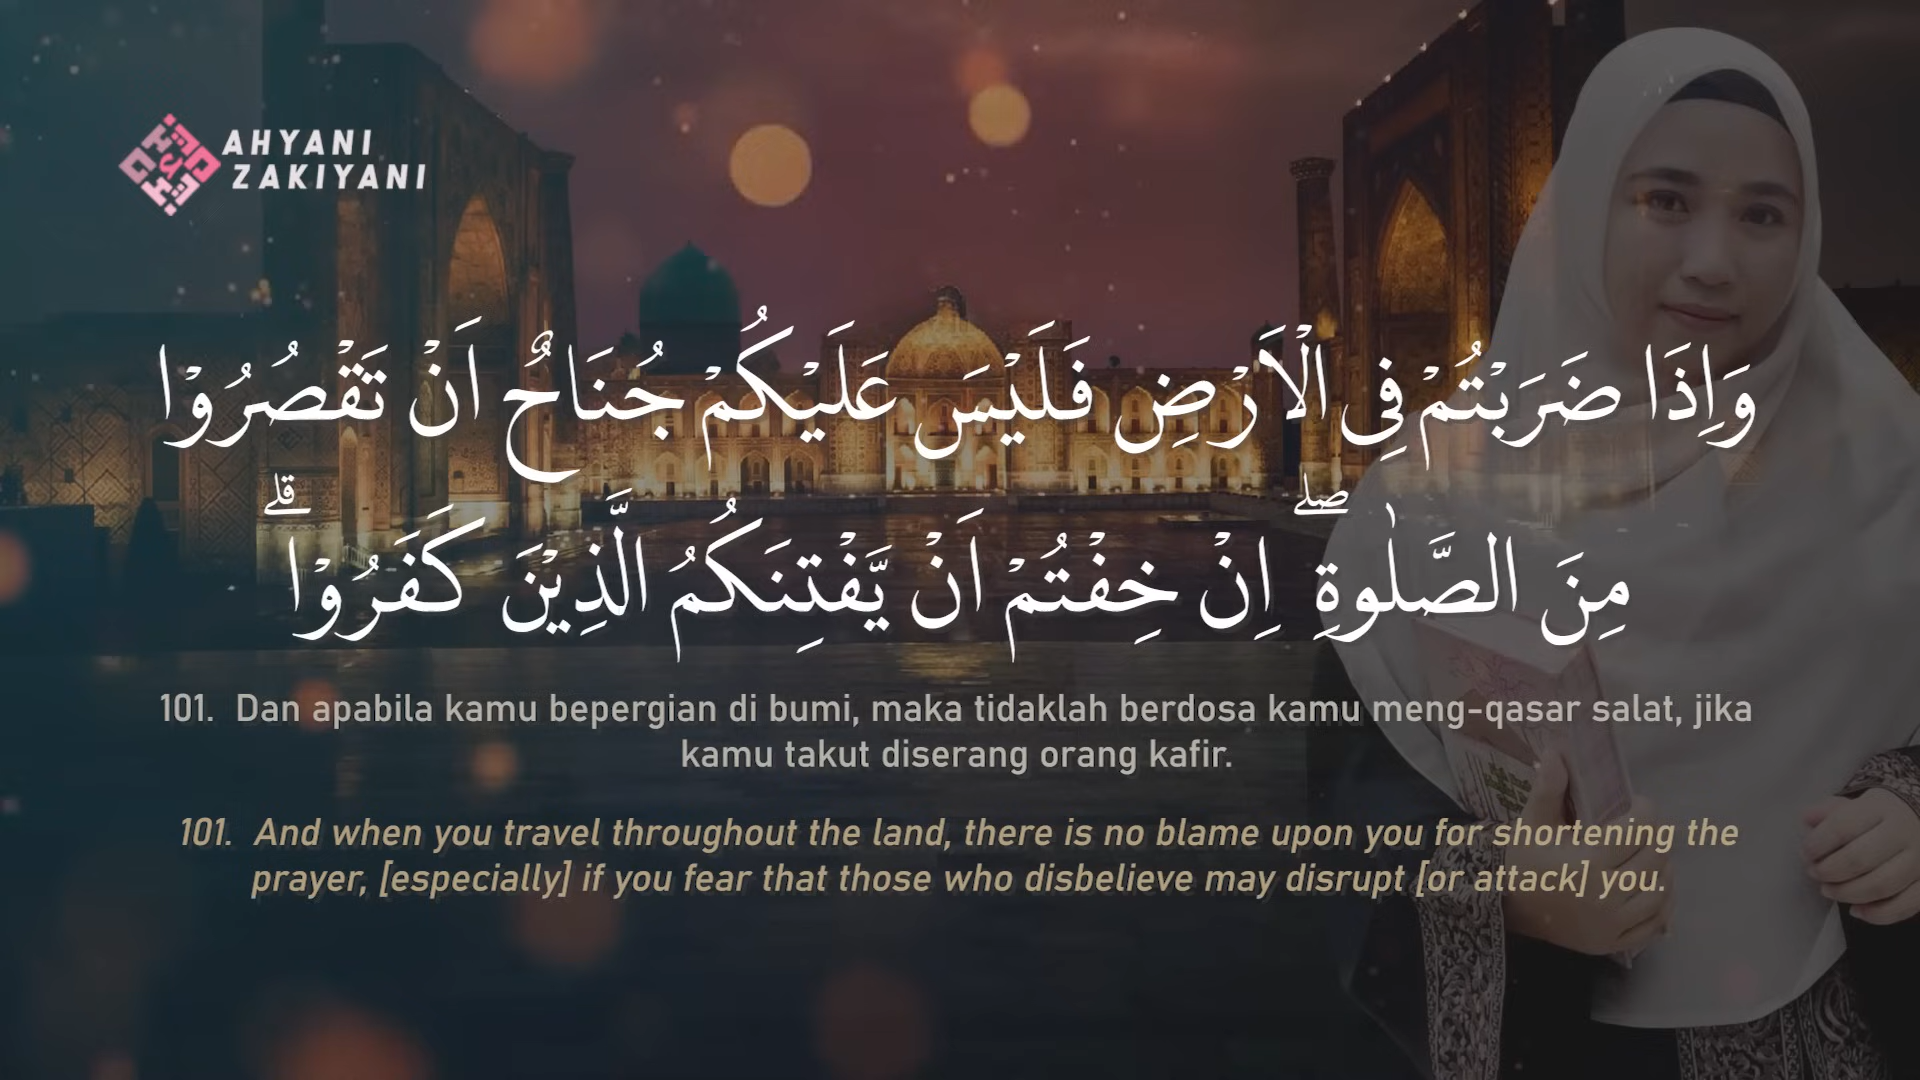 AHYANI
ZAKIYANI
وَاِذَا ضَرَبْتُمْ فِى الْاَرْضِ فَلَيْسَ عَلَيْكُمْ جُنَاحٌ اَنْ تَقْصُرُوْا
مِنَ الصَّلٰوةِ ۖ اِنْ خِفْتُمْ اَنْ يَّفْتِنَكُمُ الَّذِيْنَ كَفَرُوْا ۗ
101. Dan apabila kamu bepergian di bumi, maka tidaklah berdosa kamu meng-qasar salat, jika
kamu takut diserang orang kafir.
101. And when you travel throughout the land, there is no blame upon you for shortening the
prayer, [especially] if you fear that those who disbelieve may disrupt [or attack] you.